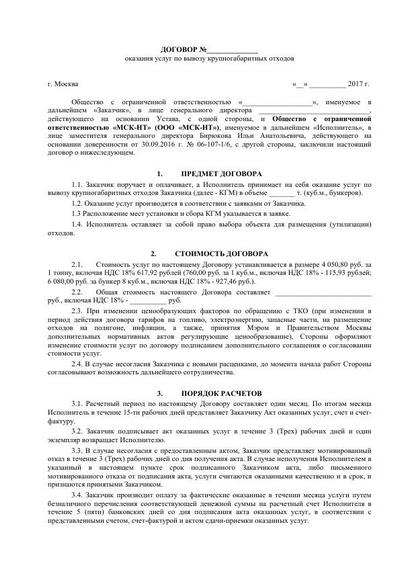 ДОГОВОР №______________
оказания услуг по вывозу крупногабаритных отходов
г. Москва «__» __________ 2017 г.
Общество с ограниченной ответственностью «____________________», именуемое в
дальнейшем «Заказчик», в лице генерального директора ______________________________,
действующего на основании Устава, с одной стороны, и Общество с ограниченной
ответственностью «МСК-НТ» (ООО «МСК-НТ»), именуемое в дальнейшем «Исполнитель», в
лице заместителя генерального директора Бирюкова Ильи Анатольевича, действующего на
основании доверенности от 30.09.2016 г. № 06-107-1/6, с другой стороны, заключили настоящий
договор о нижеследующем.
1. ПРЕДМЕТ ДОГОВОРА
1.1. Заказчик поручает и оплачивает, а Исполнитель принимает на себя оказание услуг по
вывозу крупногабаритных отходов Заказчика (далее - КГМ) в объеме _______ т. (куб.м., бункеров).
1.2. Оказание услуг производятся в соответствии с заявками от Заказчика.
1.3 Расположение мест установки и сбора КГМ указывается в заявке.
1.4. Исполнитель оставляет за собой право выбора объекта для размещения (утилизации)
отходов.
2. СТОИМОСТЬ ДОГОВОРА
2.1. Стоимость услуг по настоящему Договору устанавливается в размере 4 050,80 руб. за
1 тонну, включая НДС 18% 617,92 рублей (760,00 руб. за 1 куб.м., включая НДС 18% - 115,93 рублей;
6 080,00 руб. за бункер 8 куб.м., включая НДС 18% - 927,46 руб.).
2.2. Общая стоимость настоящего Договора составляет ____________________________
руб., включая НДС 18% - __________ руб.
2.3. При изменении ценообразующих факторов по обращению с ТКО (при изменении в
период действия договора тарифов на топливо, электроэнергию, запасные части, на размещение
отходов на полигоне, инфляции, а также, принятия Мэром и Правительством Москвы
дополнительных нормативных актов регулирующие ценообразование), Стороны оформляют
изменение стоимости услуг по договору подписанием дополнительного соглашения о согласовании
стоимости услуг.
2.4. В случае несогласия Заказчика с новыми расценками, до момента начала работ Стороны
согласовывают возможность дальнейшего сотрудничества.
3. ПОРЯДОК РАСЧЕТОВ
3.1. Расчетный период по настоящему Договору составляет один месяц. По итогам месяца
Исполнитель в течение 15-ти рабочих дней представляет Заказчику Акт оказанных услуг, счет и счет-
фактуру.
3.2. Заказчик подписывает акт оказанных услуг в течение 3 (Трех) рабочих дней и один
экземпляр возвращает Исполнителю.
3.3. В случае несогласия с предоставленным актом, Заказчик представляет мотивированный
отказ в течение 3 (Трех) рабочих дней со дня получения акта. В случае неполучения Исполнителем в
указанный в настоящем пункте срок подписанного Заказчиком акта, либо письменного
мотивированного отказа от подписания акта, услуги считаются оказанными качественно и в срок, и
признаются принятыми Заказчиком.
3.4. Заказчик производит оплату за фактические оказанные в течение месяца услуги путем
безналичного перечисления соответствующей денежной суммы на расчетный счет Исполнителя в
течение 5 (пяти) банковских дней со дня подписания акта оказанных услуг, в соответствии с
представленными счетом, счет-фактурой и актом сдачи-приемки оказанных услуг.